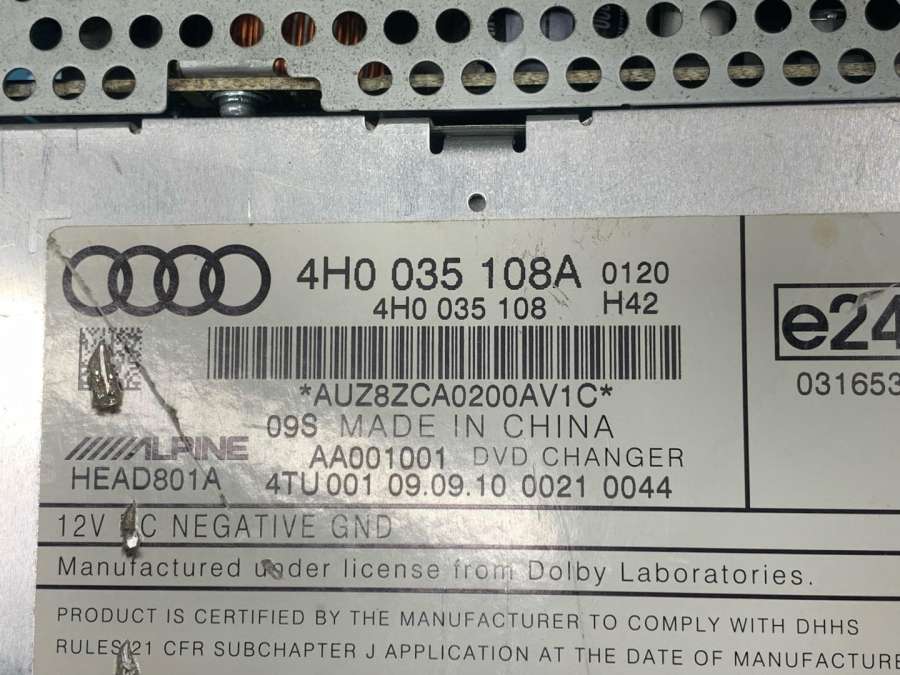 4H0 035 108A 0120
4H0 035 108 H42
*AUZ8ZCA0200AV1C*
09S MADE IN CHINA
ALPINE AA001001 DVD CHANGER
HEAD801A 4TU 001 09.09.10 0021 0044
e24
031653
12V C NEGATIVE GND
Manufactured under license from Dolby Laboratories.
PRODUCT IS CERTIFIED BY THE MANUFACTURER TO COMPLY WITH DHHS
RULES 21 CFR SUBCHAPTER J APPLICATION AT THE DATE OF MANUFACTURE